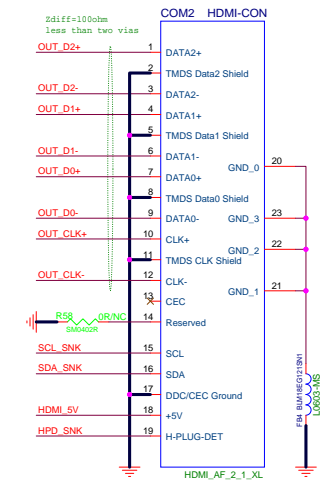 COM2 HDMI-CON
Zdiff=100ohm
less than two vias
OUT_D2+ 1 DATA2+
2 TMDS Data2 Shield
OUT_D2- 3 DATA2-
OUT_D1+ 4 DATA1+
5 TMDS Data1 Shield
OUT_D1- 6 DATA1-
OUT_D0+ 7 DATA0+
8 TMDS Data0 Shield
OUT_D0- 9 DATA0-
OUT_CLK+ 10 CLK+
11 TMDS CLK Shield
OUT_CLK- 12 CLK-
13 CEC
R58 0R/NC 14 Reserved
SM0402R
SCL_SNK 15 SCL
SDA_SNK 16 SDA
17 DDC/CEC Ground
HDMI_5V 18 +5V
HPD_SNK 19 H-PLUG-DET
GND_0 20
GND_3 23
GND_2 22
GND_1 21
FB4 BLM18EG121SN1
L0603-MS
HDMI_AF_2_1_XL